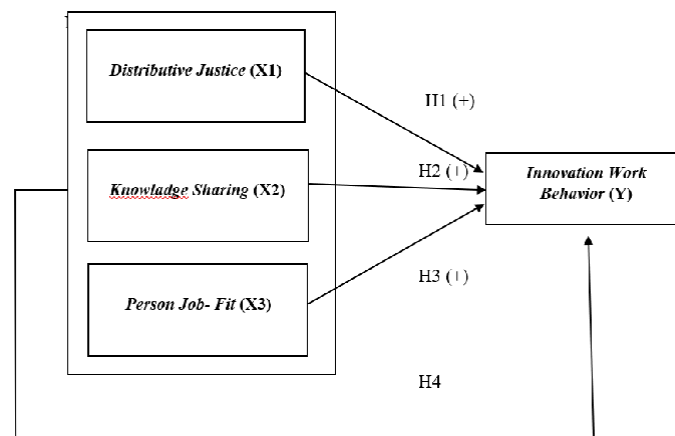 Distributive Justice (X1)
H1 (+)
Knowladge Sharing (X2)
H2 (+)
Innovation Work
Behavior (Y)
Person Job- Fit (X3)
H3 (+)
H4